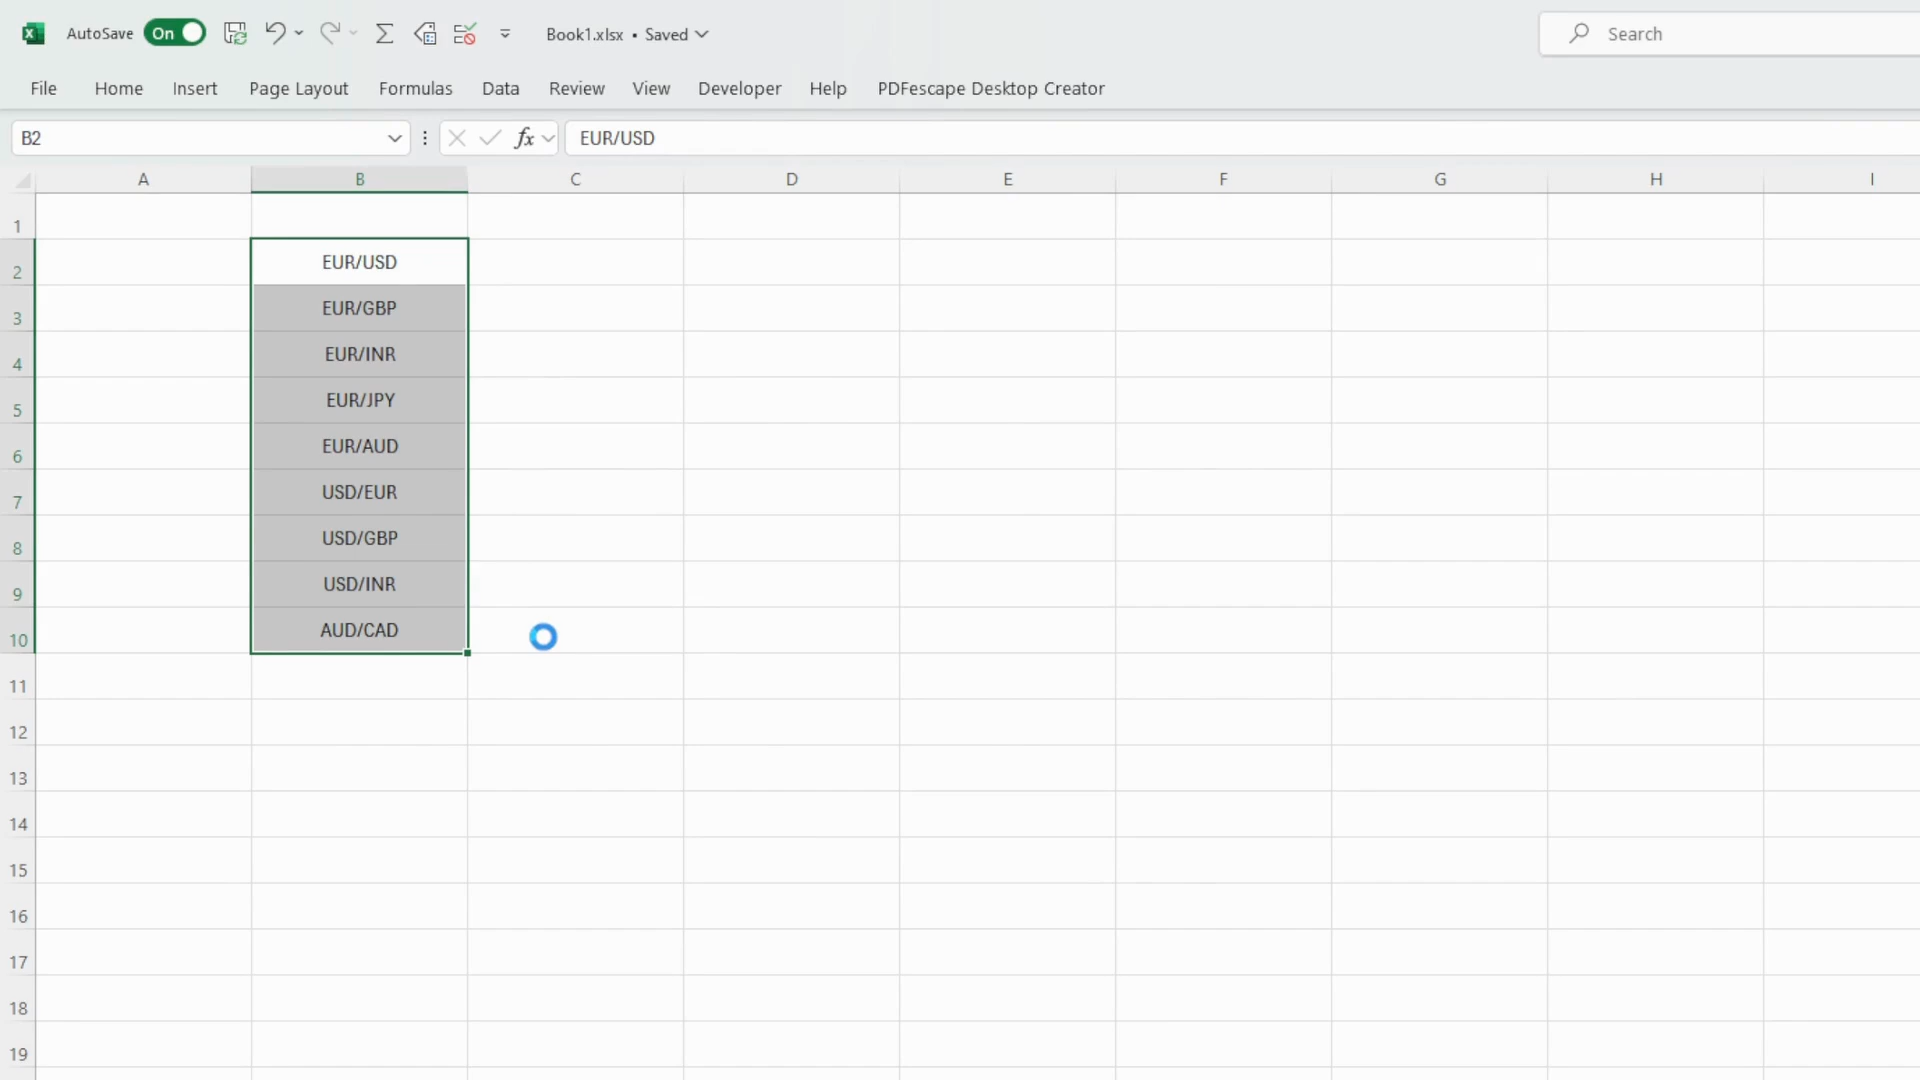 AutoSave On Book1.xlsx • Saved Search
File Home Insert Page Layout Formulas Data Review View Developer Help PDFescape Desktop Creator
B2 fx EUR/USD
A B C D E F G H I
1
2 EUR/USD
3 EUR/GBP
4 EUR/INR
5 EUR/JPY
6 EUR/AUD
7 USD/EUR
8 USD/GBP
9 USD/INR
10 AUD/CAD
11
12
13
14
15
16
17
18
19